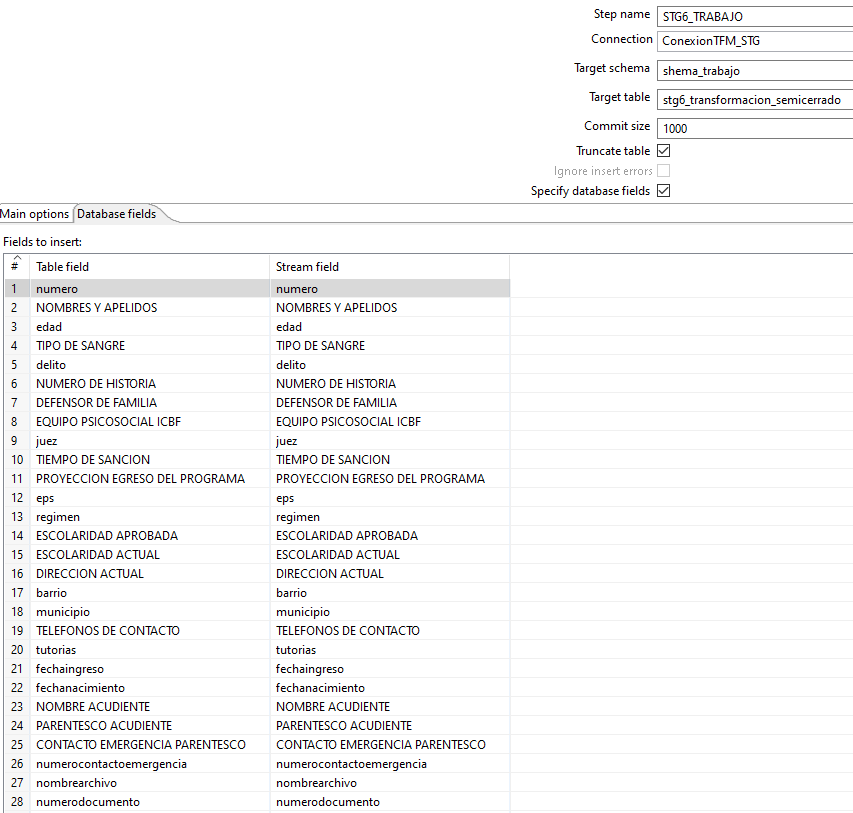 Step name STG6_TRABAJO
Connection ConexionTFM_STG
Target schema shema_trabajo
Target table stg6_transformacion_semicerrado
Commit size 1000
Truncate table
Ignore insert errors
Specify database fields
Main options Database fields
Fields to insert:
# Table field Stream field
1 numero numero
2 NOMBRES Y APELIDOS NOMBRES Y APELIDOS
3 edad edad
4 TIPO DE SANGRE TIPO DE SANGRE
5 delito delito
6 NUMERO DE HISTORIA NUMERO DE HISTORIA
7 DEFENSOR DE FAMILIA DEFENSOR DE FAMILIA
8 EQUIPO PSICOSOCIAL ICBF EQUIPO PSICOSOCIAL ICBF
9 juez juez
10 TIEMPO DE SANCION TIEMPO DE SANCION
11 PROYECCION EGRESO DEL PROGRAMA PROYECCION EGRESO DEL PROGRAMA
12 eps eps
13 regimen regimen
14 ESCOLARIDAD APROBADA ESCOLARIDAD APROBADA
15 ESCOLARIDAD ACTUAL ESCOLARIDAD ACTUAL
16 DIRECCION ACTUAL DIRECCION ACTUAL
17 barrio barrio
18 municipio municipio
19 TELEFONOS DE CONTACTO TELEFONOS DE CONTACTO
20 tutorias tutorias
21 fechaingreso fechaingreso
22 fechanacimiento fechanacimiento
23 NOMBRE ACUDIENTE NOMBRE ACUDIENTE
24 PARENTESCO ACUDIENTE PARENTESCO ACUDIENTE
25 CONTACTO EMERGENCIA PARENTESCO CONTACTO EMERGENCIA PARENTESCO
26 numerocontactoemergencia numerocontactoemergencia
27 nombrearchivo nombrearchivo
28 numerodocumento numerodocumento